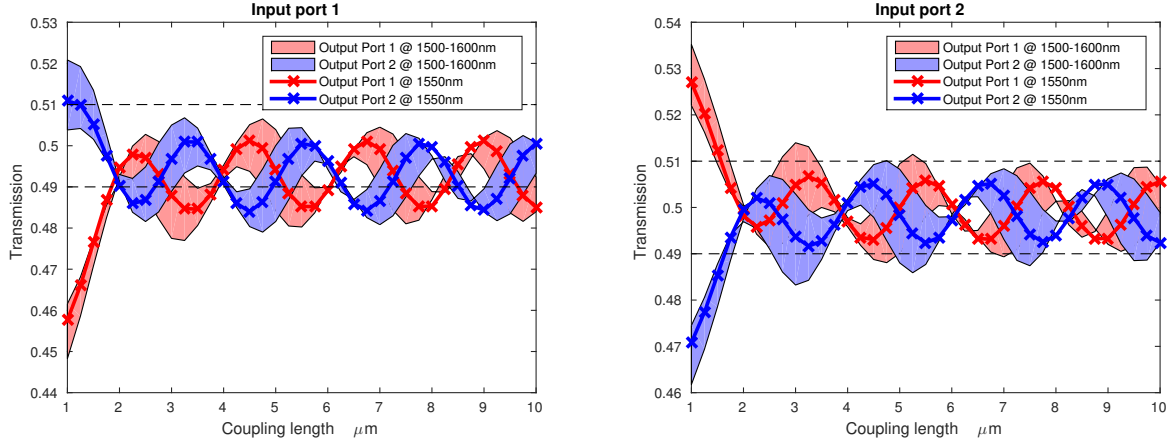 Input port 1
0.53
0.52
0.51
0.5
0.49
0.48
0.47
0.46
0.45
0.44
Transmission
Output Port 1 @ 1500-1600nm
Output Port 2 @ 1500-1600nm
Output Port 1 @ 1550nm
Output Port 2 @ 1550nm
1 2 3 4 5 6 7 8 9 10
Coupling length μm
Input port 2
0.54
0.53
0.52
0.51
0.5
0.49
0.48
0.47
0.46
Transmission
Output Port 1 @ 1500-1600nm
Output Port 2 @ 1500-1600nm
Output Port 1 @ 1550nm
Output Port 2 @ 1550nm
1 2 3 4 5 6 7 8 9 10
Coupling length μm